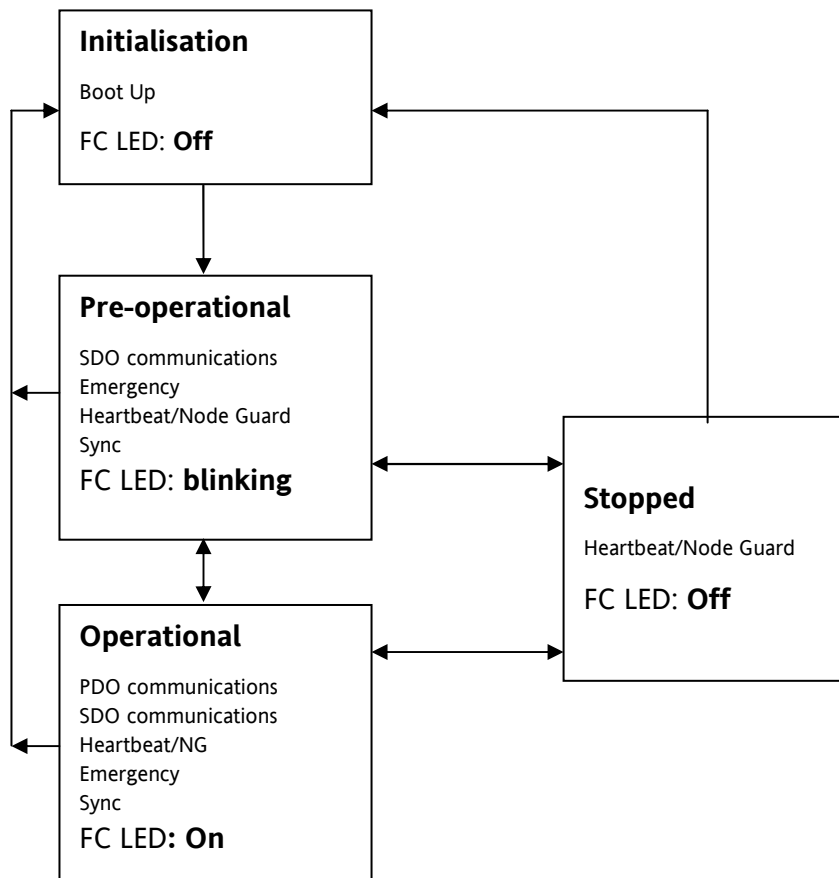 Initialisation
Boot Up
FC LED: Off
Pre-operational
SDO communications
Emergency
Heartbeat/Node Guard
Sync
FC LED: blinking
Stopped
Heartbeat/Node Guard
FC LED: Off
Operational
PDO communications
SDO communications
Heartbeat/NG
Emergency
Sync
FC LED: On